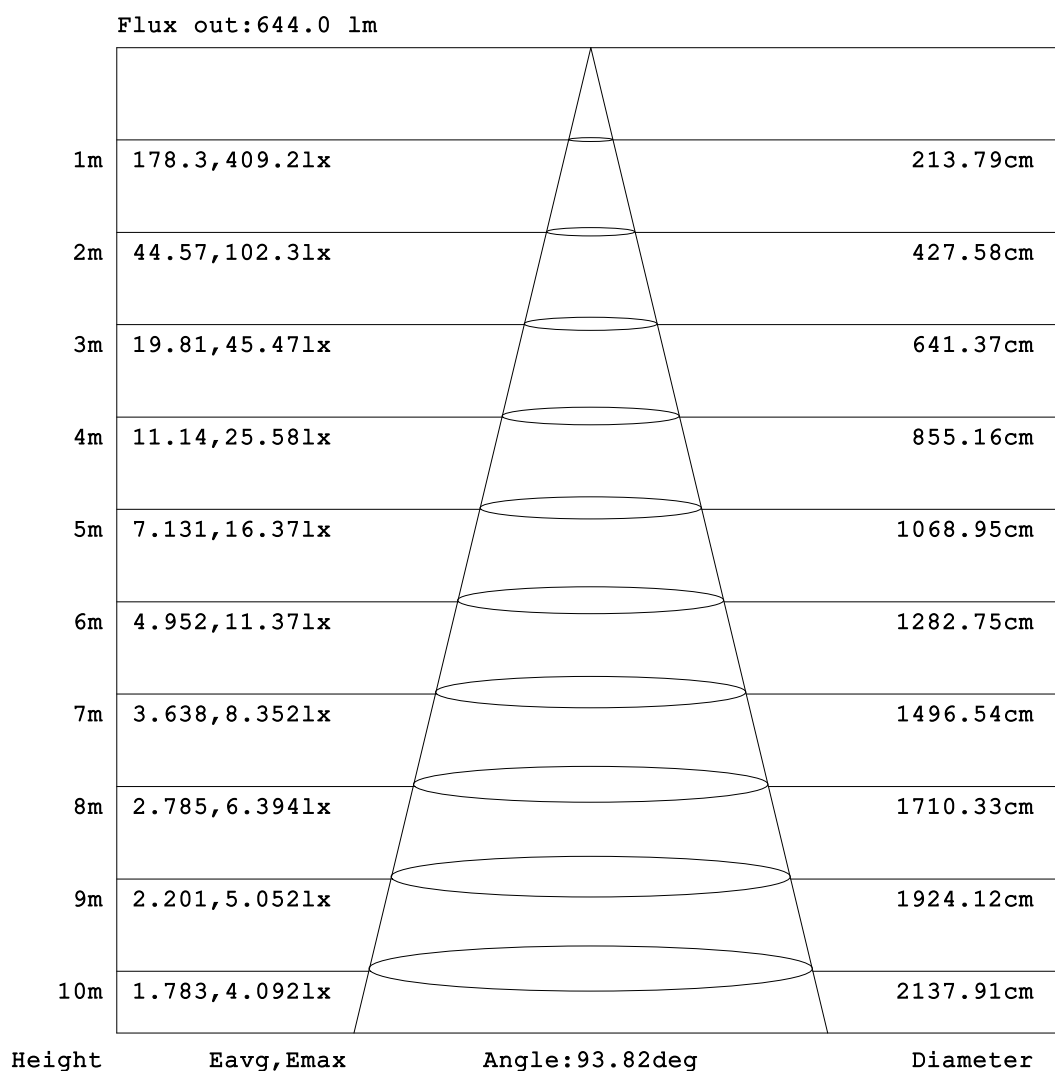 Flux out:644.0 lm
1m 178.3,409.2lx 213.79cm
2m 44.57,102.3lx 427.58cm
3m 19.81,45.47lx 641.37cm
4m 11.14,25.58lx 855.16cm
5m 7.131,16.37lx 1068.95cm
6m 4.952,11.37lx 1282.75cm
7m 3.638,8.352lx 1496.54cm
8m 2.785,6.394lx 1710.33cm
9m 2.201,5.052lx 1924.12cm
10m 1.783,4.092lx 2137.91cm
Height Eavg,Emax Angle:93.82deg Diameter